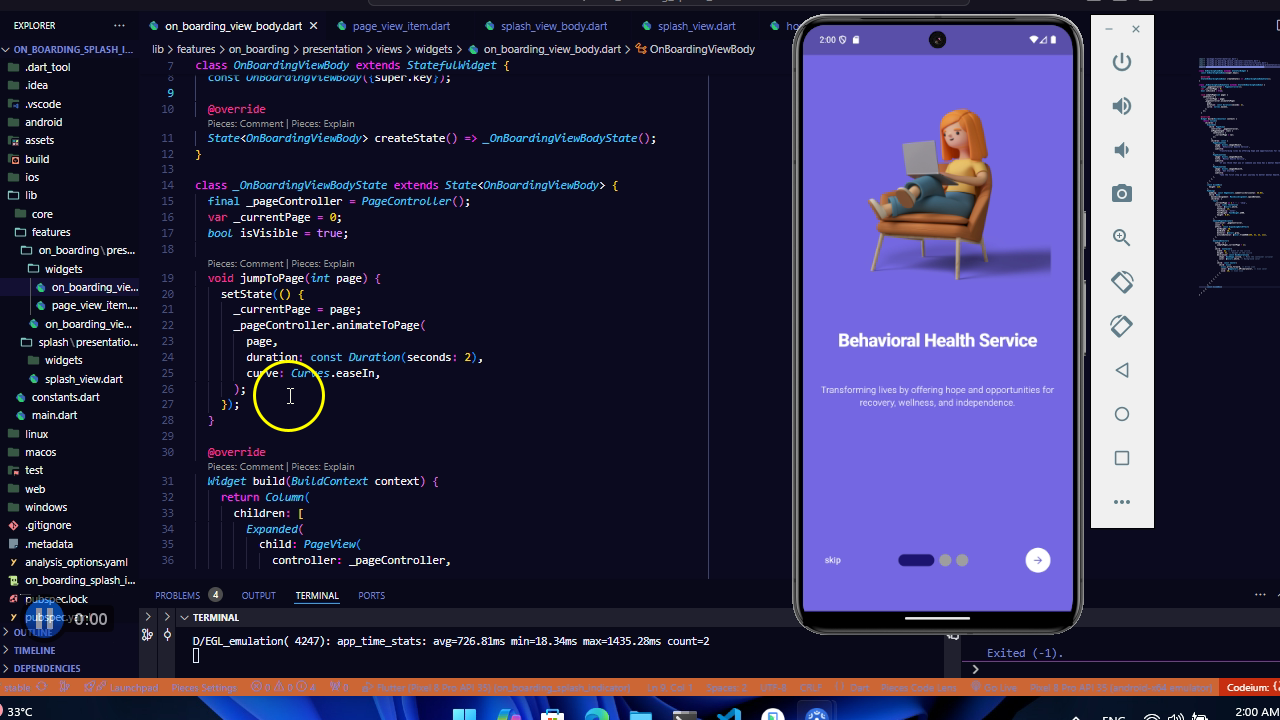 EXPLORER
ON_BOARDING_SPLASH_I...
.dart_tool
.idea
.vscode
android
assets
build
ios
lib
core
features
on_boarding\pres...
widgets
on_boarding_vie...
page_view_item....
on_boarding_vie...
splash\presentatio...
widgets
splash_view.dart
constants.dart
main.dart
linux
macos
test
web
windows
.gitignore
.metadata
analysis_options.yaml
on_boarding_splash_i...
pubspec.lock
0:00
OUTLINE
TIMELINE
DEPENDENCIES
on_boarding_view_body.dart
page_view_item.dart
splash_view_body.dart
splash_view.dart
lib > features > on_boarding > presentation > views > widgets > on_boarding_view_body.dart > OnBoardingViewBody
7 class OnBoardingViewBody extends StatefulWidget {
8 const OnBoardingViewBody({super.key});
9
10 @override
Pieces: Comment | Pieces: Explain
11 State<OnBoardingViewBody> createState() => _OnBoardingViewBodyState();
12 }
13
14 class _OnBoardingViewBodyState extends State<OnBoardingViewBody> {
15 final _pageController = PageController();
16 var _currentPage = 0;
17 bool isVisible = true;
18
Pieces: Comment | Pieces: Explain
19 void jumpToPage(int page) {
20 setState(() {
21 _currentPage = page;
22 _pageController.animateToPage(
23 page,
24 duration: const Duration(seconds: 2),
25 curve: Curves.easeIn,
26 );
27 });
28 }
29
30 @override
Pieces: Comment | Pieces: Explain
31 Widget build(BuildContext context) {
32 return Column(
33 children: [
34 Expanded(
35 child: PageView(
36 controller: _pageController,
PROBLEMS 4 OUTPUT TERMINAL PORTS
TERMINAL
D/EGL_emulation( 4247): app_time_stats: avg=726.81ms min=18.34ms max=1435.28ms count=2
Exited (-1).
2:00
Behavioral Health Service
Transforming lives by offering hope and opportunities for
recovery, wellness, and independence.
skip
Launchpad Pieces Settings
Codeium:
33°C
ENG
2:00 AM